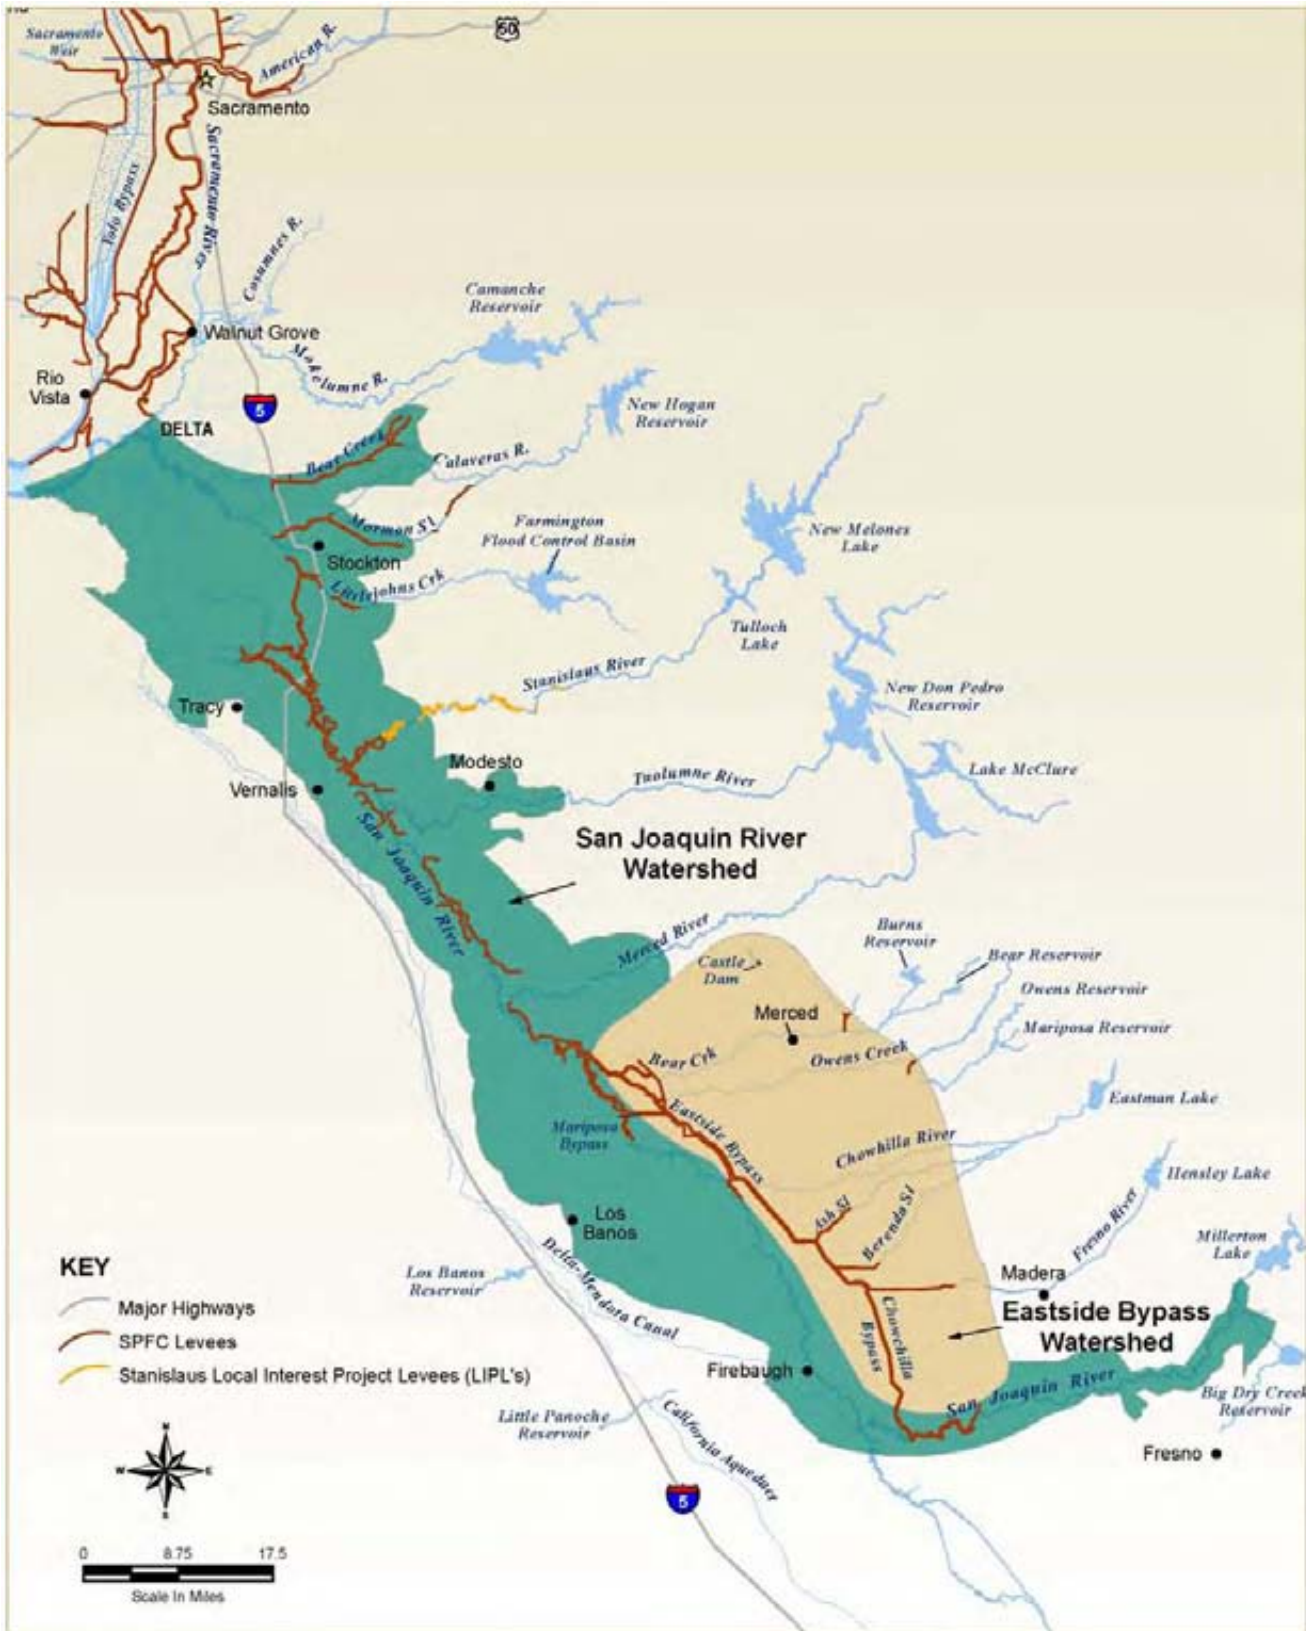 Sacramento
Weir
American R.
50
Sacramento
Sacramento River
Yolo Bypass
Cosumnes R.
Camanche
Reservoir
Walnut Grove
Mokelumne R.
Rio
Vista
5
New Hogan
Reservoir
DELTA
Bear Creek
Calaveras R.
Mormon Sl
Farmington
Flood Control Basin
New Melones
Lake
Stockton
Littlejohns Crk
Tulloch
Lake
Stanislaus River
New Don Pedro
Reservoir
Tracy
Modesto
Tuolumne River
Lake McClure
Vernalis
San Joaquin River
San Joaquin River
Watershed
Merced River
Burns
Reservoir
Bear Reservoir
Castle
Dam
Owens Reservoir
Merced
Mariposa Reservoir
Bear Crk
Owens Creek
Eastman Lake
Eastside Bypass
Mariposa
Bypass
Chowhilla River
Hensley Lake
Ash Sl
Berenda Sl
Fresno River
Los
Banos
Millerton
Lake
Delta-Mendota Canal
Los Banos
Reservoir
Madera
Eastside Bypass
Watershed
Chowchilla
Bypass
Firebaugh
San Joaquin River
Big Dry Creek
Reservoir
Little Panoche
Reservoir
California Aqueduct
Fresno
5
KEY
Major Highways
SPFC Levees
Stanislaus Local Interest Project Levees (LIPL's)
N
W
E
S
0 8.75 17.5
Scale In Miles